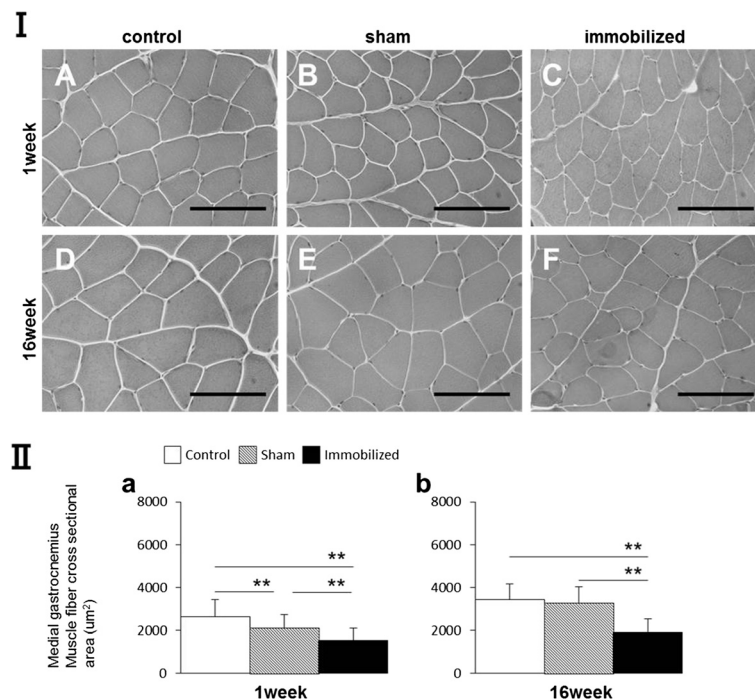 I
control sham immobilized
1week
A B C
16week
D E F
II
Control Sham Immobilized
a b
Medial gastrocnemius
Muscle fiber cross sectional
area (um²)
8000
6000
4000
2000
0
** 
** **
1week
8000
6000
4000
2000
0
**
**
16week